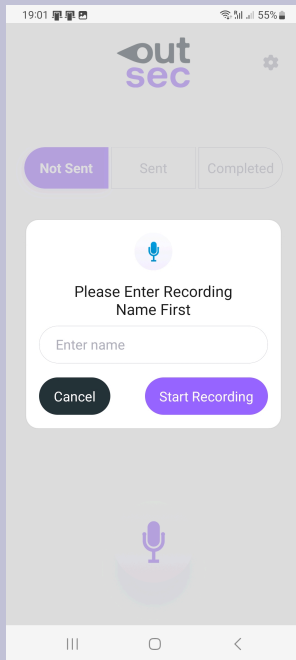 19:01
55%
out
sec
Not Sent
Sent
Completed
Please Enter Recording
Name First
Enter name
Cancel
Start Recording